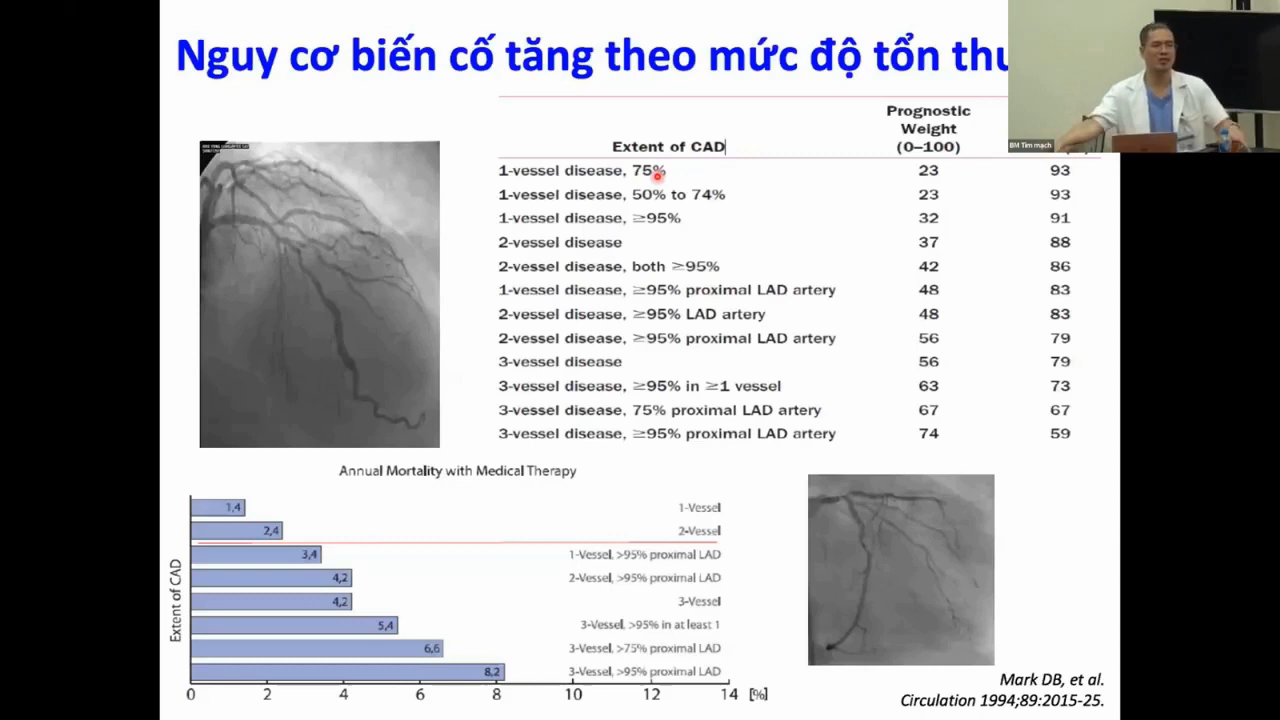 Nguy cơ biến cố tăng theo mức độ tổn thư
BM Tim mạch
Prognostic
Weight
Extent of CAD (0–100)
1-vessel disease, 75% 23 93
1-vessel disease, 50% to 74% 23 93
1-vessel disease, ≥95% 32 91
2-vessel disease 37 88
2-vessel disease, both ≥95% 42 86
1-vessel disease, ≥95% proximal LAD artery 48 83
2-vessel disease, ≥95% LAD artery 48 83
2-vessel disease, ≥95% proximal LAD artery 56 79
3-vessel disease 56 79
3-vessel disease, ≥95% in ≥1 vessel 63 73
3-vessel disease, 75% proximal LAD artery 67 67
3-vessel disease, ≥95% proximal LAD artery 74 59
Annual Mortality with Medical Therapy
Extent of CAD
1,4 1-Vessel
2,4 2-Vessel
3,4 1-Vessel, >95% proximal LAD
4,2 2-Vessel, >95% proximal LAD
4,2 3-Vessel
5,4 3-Vessel, >95% in at least 1
6,6 3-Vessel, >75% proximal LAD
8,2 3-Vessel, >95% proximal LAD
0 2 4 6 8 10 12 14 [%]
Mark DB, et al.
Circulation 1994;89:2015-25.